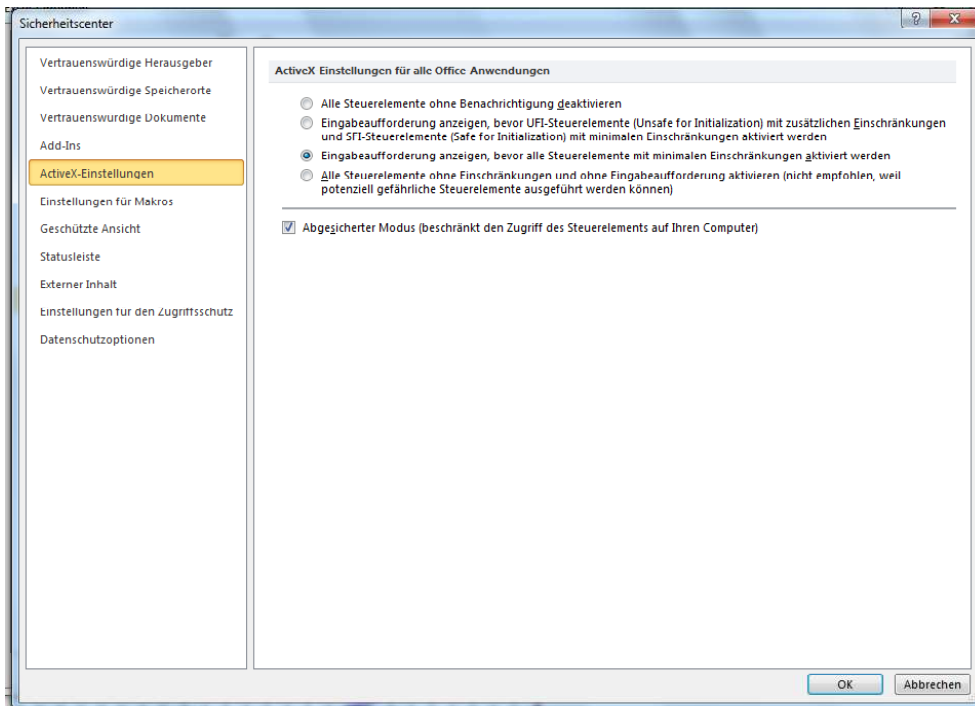 Sicherheitscenter
Vertrauenswürdige Herausgeber
Vertrauenswürdige Speicherorte
Vertrauenswürdige Dokumente
Add-Ins
ActiveX-Einstellungen
Einstellungen für Makros
Geschützte Ansicht
Statusleiste
Externer Inhalt
Einstellungen für den Zugriffsschutz
Datenschutzoptionen
ActiveX Einstellungen für alle Office Anwendungen
Alle Steuerelemente ohne Benachrichtigung deaktivieren
Eingabeaufforderung anzeigen, bevor UFI-Steuerelemente (Unsafe for Initialization) mit zusätzlichen Einschränkungen
und SFI-Steuerelemente (Safe for Initialization) mit minimalen Einschränkungen aktiviert werden
Eingabeaufforderung anzeigen, bevor alle Steuerelemente mit minimalen Einschränkungen aktiviert werden
Alle Steuerelemente ohne Einschränkungen und ohne Eingabeaufforderung aktivieren (nicht empfohlen, weil
potenziell gefährliche Steuerelemente ausgeführt werden können)
Abgesicherter Modus (beschränkt den Zugriff des Steuerelements auf Ihren Computer)
OK
Abbrechen